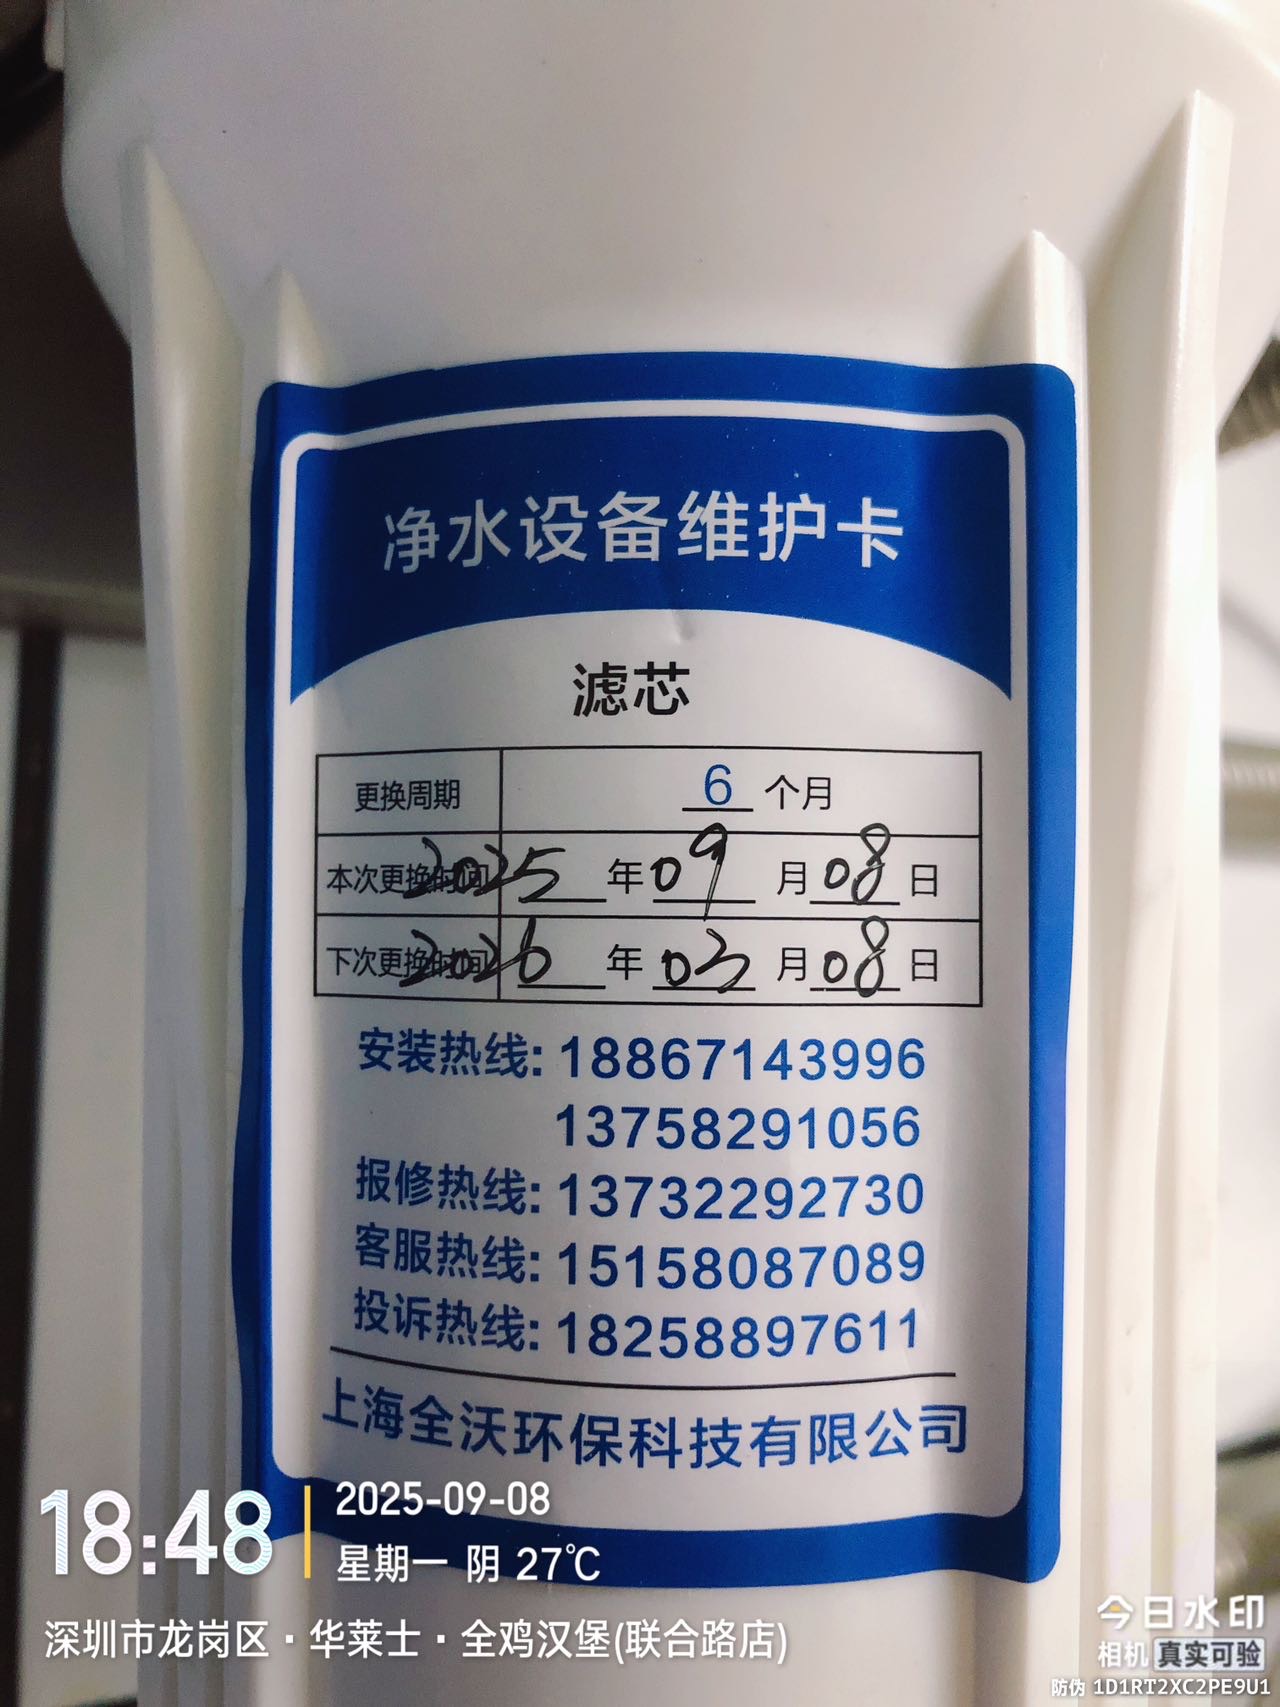 净水设备维护卡
滤芯
更换周期 6 个月
本次更换时间 2025 年 09 月 08 日
下次更换时间 2026 年 03 月 08 日
安装热线: 18867143996
13758291056
报修热线: 13732292730
客服热线: 15158087089
投诉热线: 18258897611
上海全沃环保科技有限公司
18:48 2025-09-08
星期一 阴 27℃
深圳市龙岗区·华莱士·全鸡汉堡(联合路店)
今日水印
相机 真实可验
防伪 1D1RT2XC2PE9U1